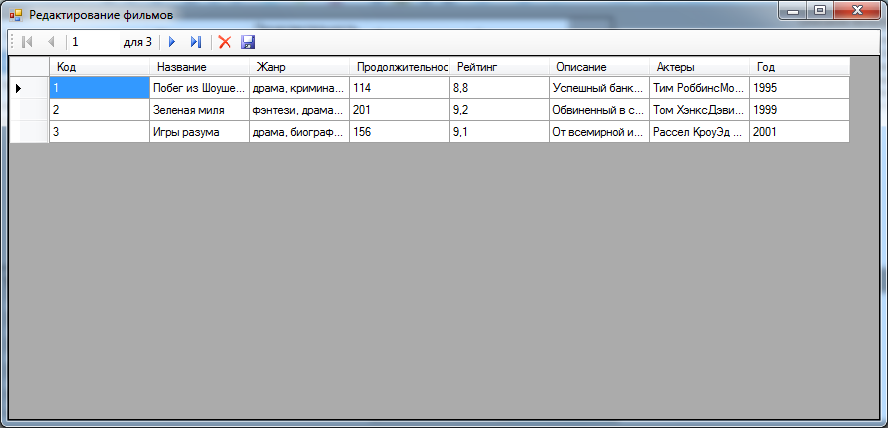 Редактирование фильмов
1 для 3
Код Название Жанр Продолжительнос Рейтинг Описание Актеры Год
1 Побег из Шоуше... драма, кримина... 114 8,8 Успешный банк... Тим РоббинсМо... 1995
2 Зеленая миля фэнтези, драма... 201 9,2 Обвиненный в с... Том ХэнксДэви... 1999
3 Игры разума драма, биограф... 156 9,1 От всемирной и... Рассел КроуЭд ... 2001